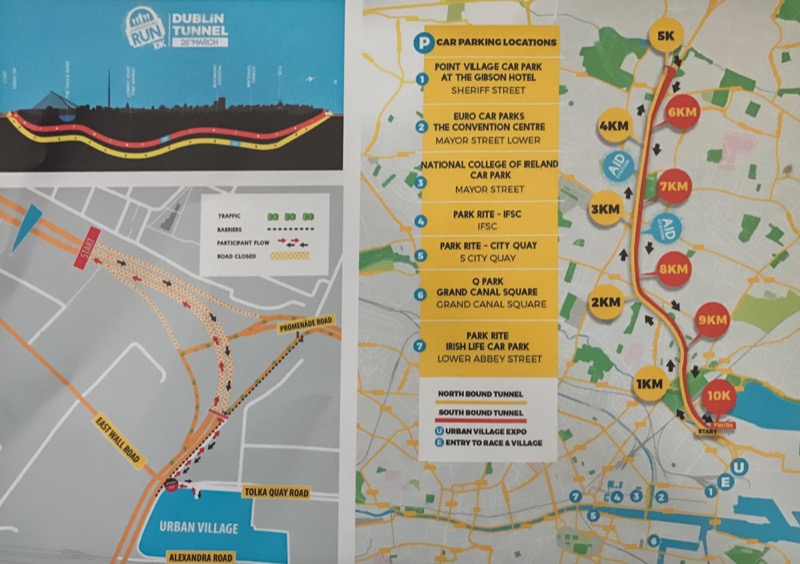 RUN
10K
DUBLIN
TUNNEL
26TH MARCH
TRAFFIC
BARRIERS
PARTICIPANT FLOW
ROAD CLOSED
START
PROMENADE ROAD
EAST WALL ROAD
TOLKA QUAY ROAD
URBAN VILLAGE
ALEXANDRA ROAD
P CAR PARKING LOCATIONS
1 POINT VILLAGE CAR PARK
AT THE GIBSON HOTEL
SHERIFF STREET
2 EURO CAR PARKS
THE CONVENTION CENTRE
MAYOR STREET LOWER
3 NATIONAL COLLEGE OF IRELAND
CAR PARK
MAYOR STREET
4 PARK RITE - IFSC
IFSC
5 PARK RITE - CITY QUAY
5 CITY QUAY
6 Q PARK
GRAND CANAL SQUARE
GRAND CANAL SQUARE
7 PARK RITE
IRISH LIFE CAR PARK
LOWER ABBEY STREET
NORTH BOUND TUNNEL
SOUTH BOUND TUNNEL
U URBAN VILLAGE EXPO
E ENTRY TO RACE & VILLAGE
5K
6KM
4KM
AID
STATION
7KM
3KM
AID
STATION
8KM
2KM
9KM
1KM
10K
START
FINISH
U
E
1
7
4
3
2
5
6